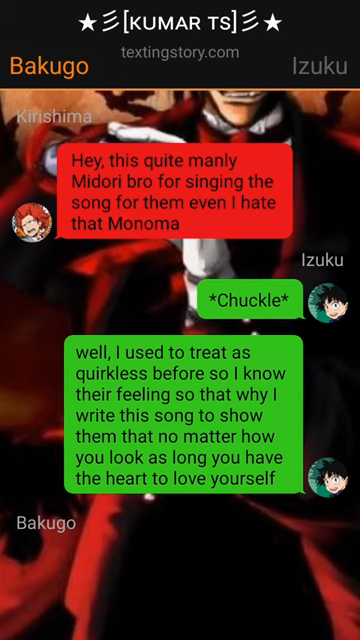 ★彡[ᴋᴜᴍᴀʀ ᴛs]彡★
textingstory.com
Bakugo
Izuku
Kirishima
Hey, this quite manly
Midori bro for singing the
song for them even I hate
that Monoma
Izuku
*Chuckle*
well, I used to treat as
quirkless before so I know
their feeling so that why I
write this song to show
them that no matter how
you look as long you have
the heart to love yourself
Bakugo